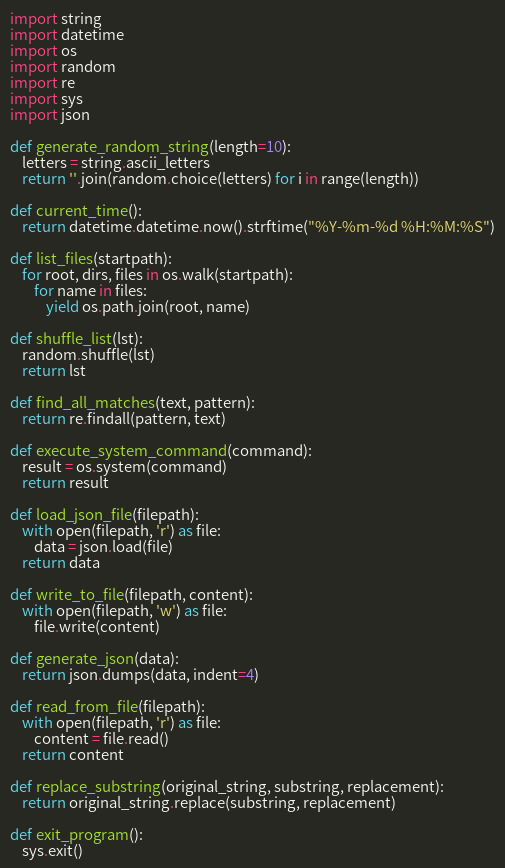 import string
import datetime
import os
import random
import re
import sys
import json

def generate_random_string(length=10):
    letters = string.ascii_letters
    return ''.join(random.choice(letters) for i in range(length))

def current_time():
    return datetime.datetime.now().strftime("%Y-%m-%d %H:%M:%S")

def list_files(startpath):
    for root, dirs, files in os.walk(startpath):
        for name in files:
            yield os.path.join(root, name)

def shuffle_list(lst):
    random.shuffle(lst)
    return lst

def find_all_matches(text, pattern):
    return re.findall(pattern, text)

def execute_system_command(command):
    result = os.system(command)
    return result

def load_json_file(filepath):
    with open(filepath, 'r') as file:
        data = json.load(file)
    return data

def write_to_file(filepath, content):
    with open(filepath, 'w') as file:
        file.write(content)

def generate_json(data):
    return json.dumps(data, indent=4)

def read_from_file(filepath):
    with open(filepath, 'r') as file:
        content = file.read()
    return content

def replace_substring(original_string, substring, replacement):
    return original_string.replace(substring, replacement)

def exit_program():
    sys.exit()